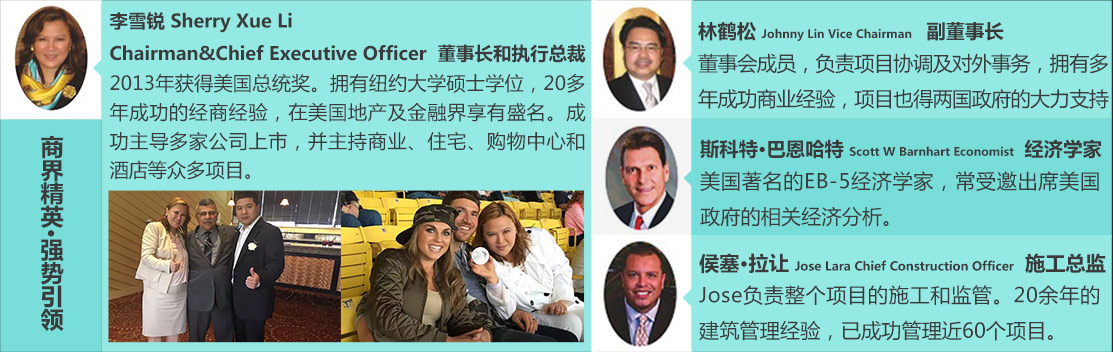 李雪锐 Sherry Xue Li
Chairman&Chief Executive Officer 董事长和执行总裁
2013年获得美国总统奖。拥有纽约大学硕士学位，20多
年成功的经商经验，在美国地产及金融界享有盛名。成
功主导多家公司上市，并主持商业、住宅、购物中心和
酒店等众多项目。
商界精英·强势引领
林鹤松 Johnny Lin Vice Chairman 副董事长
董事会成员，负责项目协调及对外事务，拥有多
年成功商业经验，项目也得两国政府的大力支持
斯科特·巴恩哈特 Scott W Barnhart Economist 经济学家
美国著名的EB-5经济学家，常受邀出席美国
政府的相关经济分析。
侯塞·拉让 Jose Lara Chief Construction Officer 施工总监
Jose负责整个项目的施工和监管。20余年的
建筑管理经验，已成功管理近60个项目。